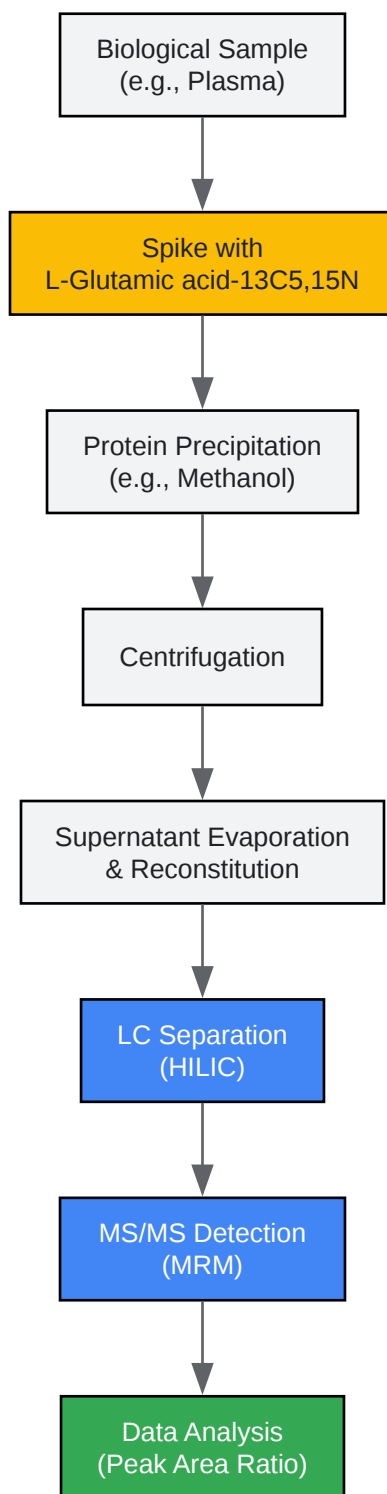 Biological Sample
(e.g., Plasma)
Spike with
L-Glutamic acid-13C5,15N
Protein Precipitation
(e.g., Methanol)
Centrifugation
Supernatant Evaporation
& Reconstitution
LC Separation
(HILIC)
MS/MS Detection
(MRM)
Data Analysis
(Peak Area Ratio)